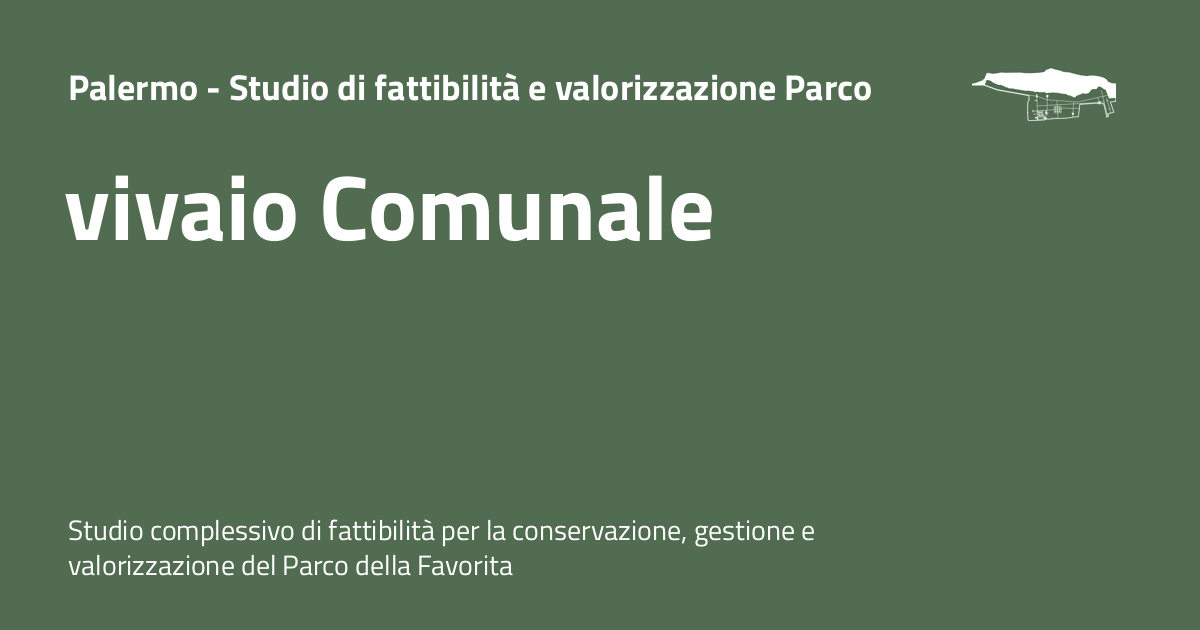 Palermo - Studio di fattibilità e valorizzazione Parco
vivaio Comunale
Studio complessivo di fattibilità per la conservazione, gestione e
valorizzazione del Parco della Favorita